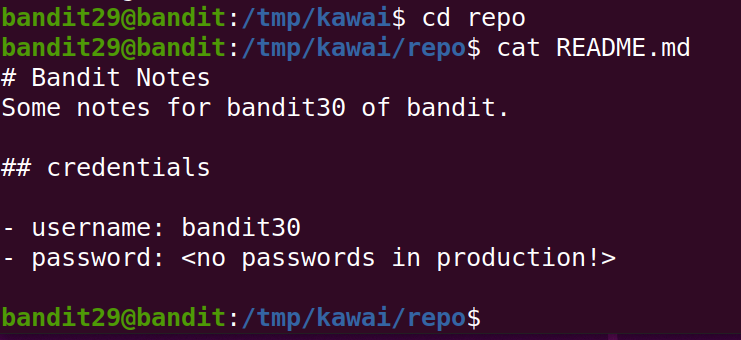 bandit29@bandit:/tmp/kawai$ cd repo
bandit29@bandit:/tmp/kawai/repo$ cat README.md
# Bandit Notes
Some notes for bandit30 of bandit.
## credentials
- username: bandit30
- password: <no passwords in production!>
bandit29@bandit:/tmp/kawai/repo$